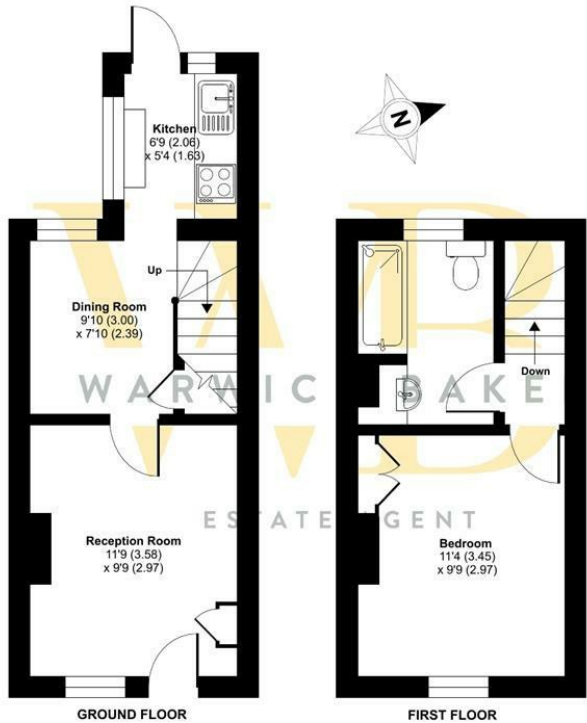 Kitchen
6'9 (2.06)
x 5'4 (1.63)
N
Up
Dining Room
9'10 (3.00)
x 7'10 (2.39)
Down
WARWICK BAKE
ESTATE AGENT
Reception Room
11'9 (3.58)
x 9'9 (2.97)
Bedroom
11'4 (3.45)
x 9'9 (2.97)
GROUND FLOOR
FIRST FLOOR